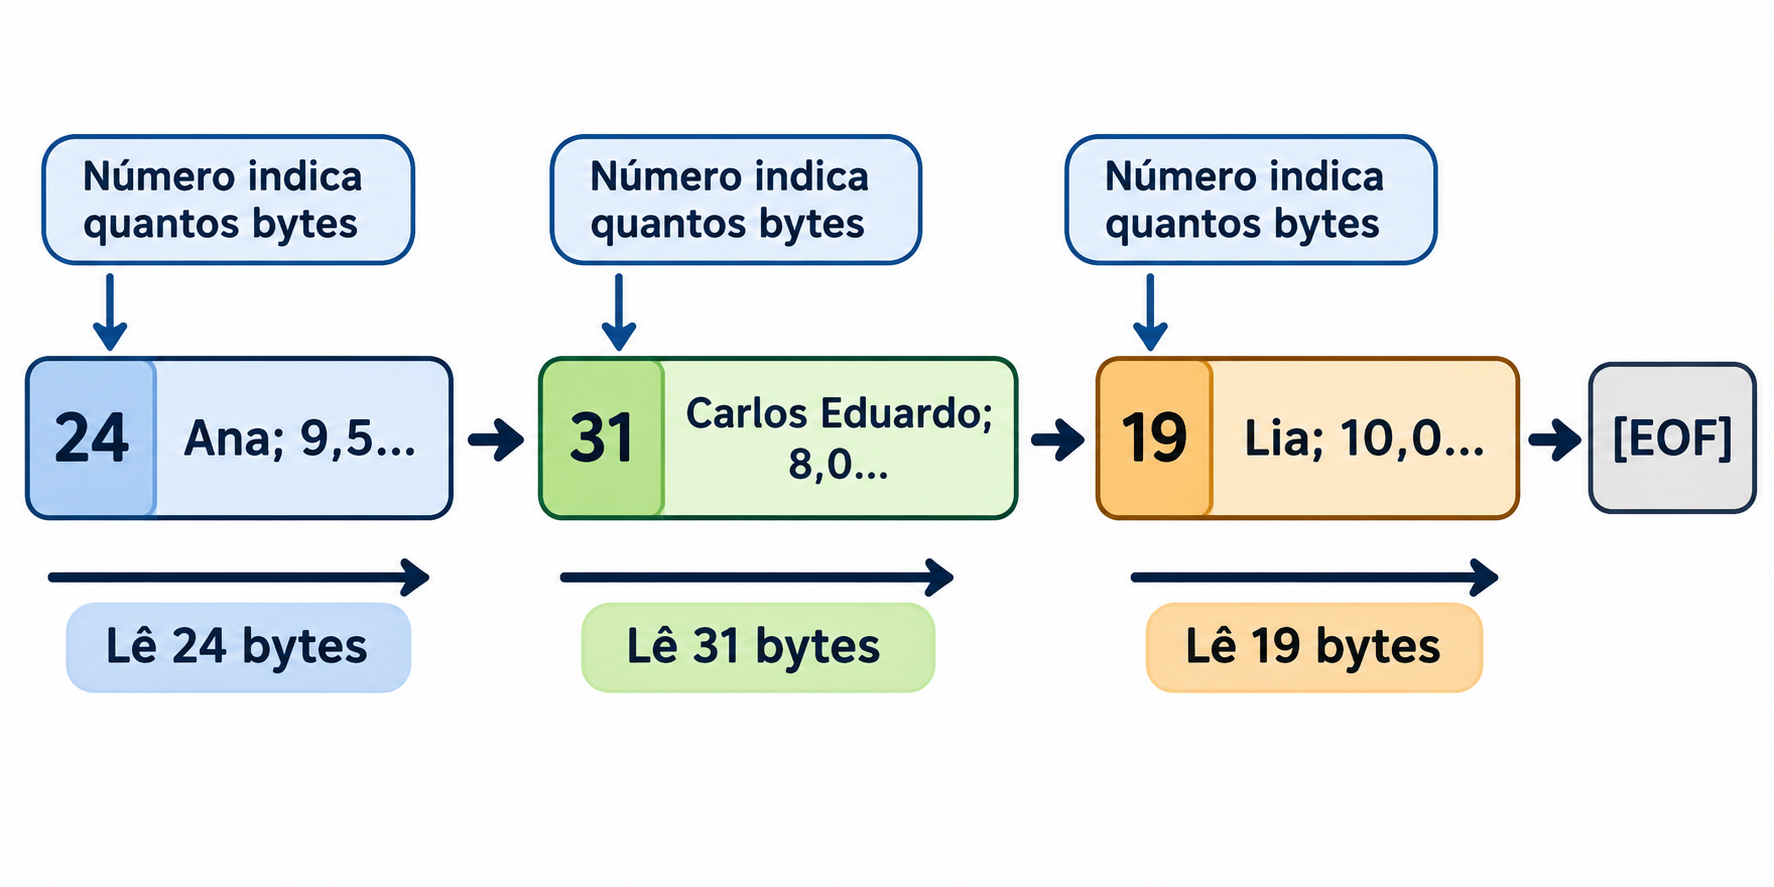 Número indica
quantos bytes
Número indica
quantos bytes
Número indica
quantos bytes
24
Ana; 9,5...
31
Carlos Eduardo;
8,0...
19
Lia; 10,0...
[EOF]
Lê 24 bytes
Lê 31 bytes
Lê 19 bytes